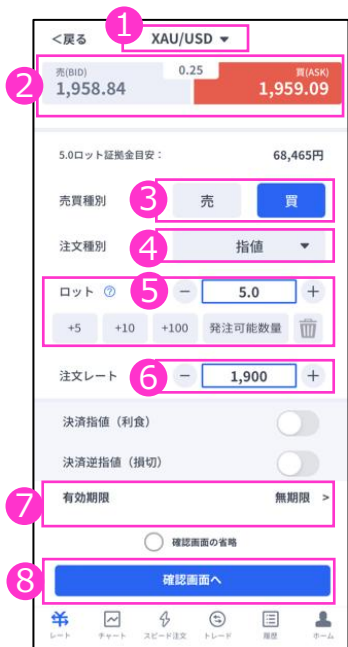 1
<戻る XAU/USD ▼
2
売(BID) 0.25 買(ASK)
1,958.84 1,959.09
5.0ロット証拠金目安： 68,465円
売買種別 3 売 買
注文種別 4 指値 ▼
ロット ? 5 － 5.0 ＋
+5 +10 +100 発注可能数量
注文レート 6 － 1,900 ＋
決済指値（利食）
決済逆指値（損切）
7 有効期限 無期限 >
確認画面の省略
8 確認画面へ
レート チャート スピード注文 トレード 履歴 ホーム